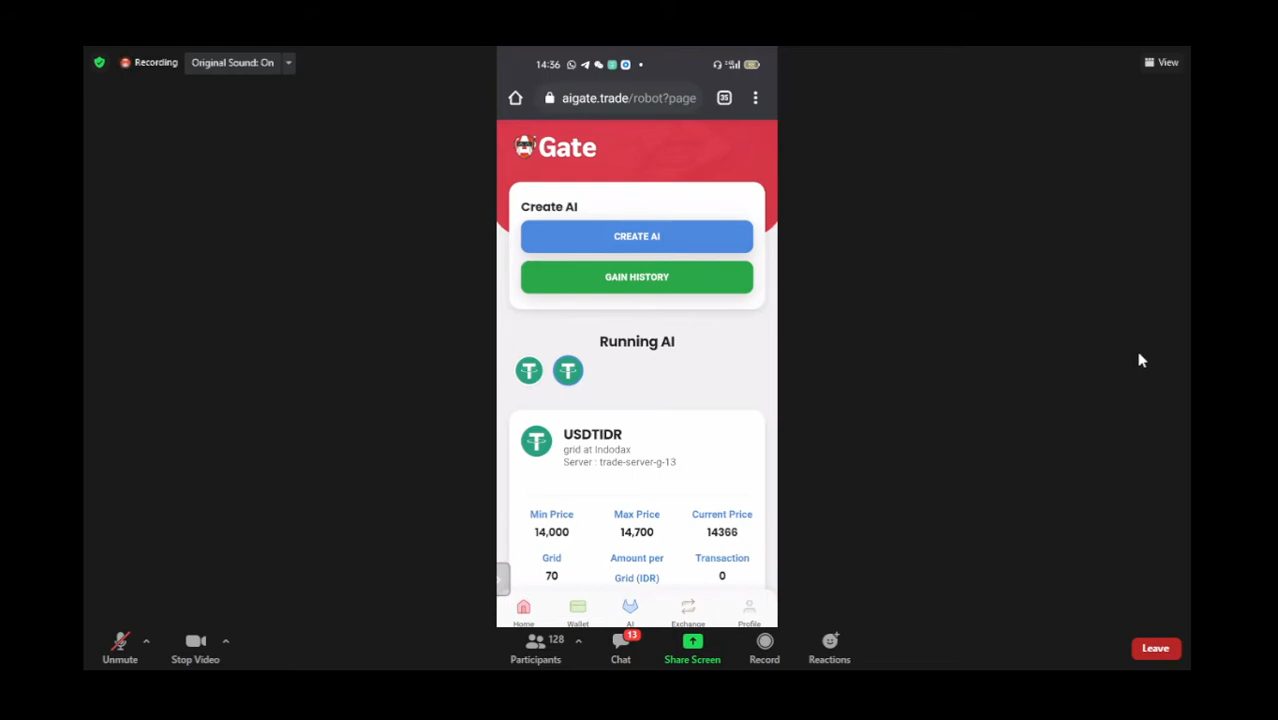 Recording
Original Sound: On
View
14:36
35
aigate.trade/robot?page
Gate
Create AI
CREATE AI
GAIN HISTORY
Running AI
USDTIDR
grid at Indodax
Server : trade-server-g-13
Min Price Max Price Current Price
14,000 14,700 14366
Grid Amount per Transaction
Grid (IDR)
70 0
Home Wallet AI Exchange Profile
128 13
Unmute Stop Video Participants Chat Share Screen Record Reactions Leave